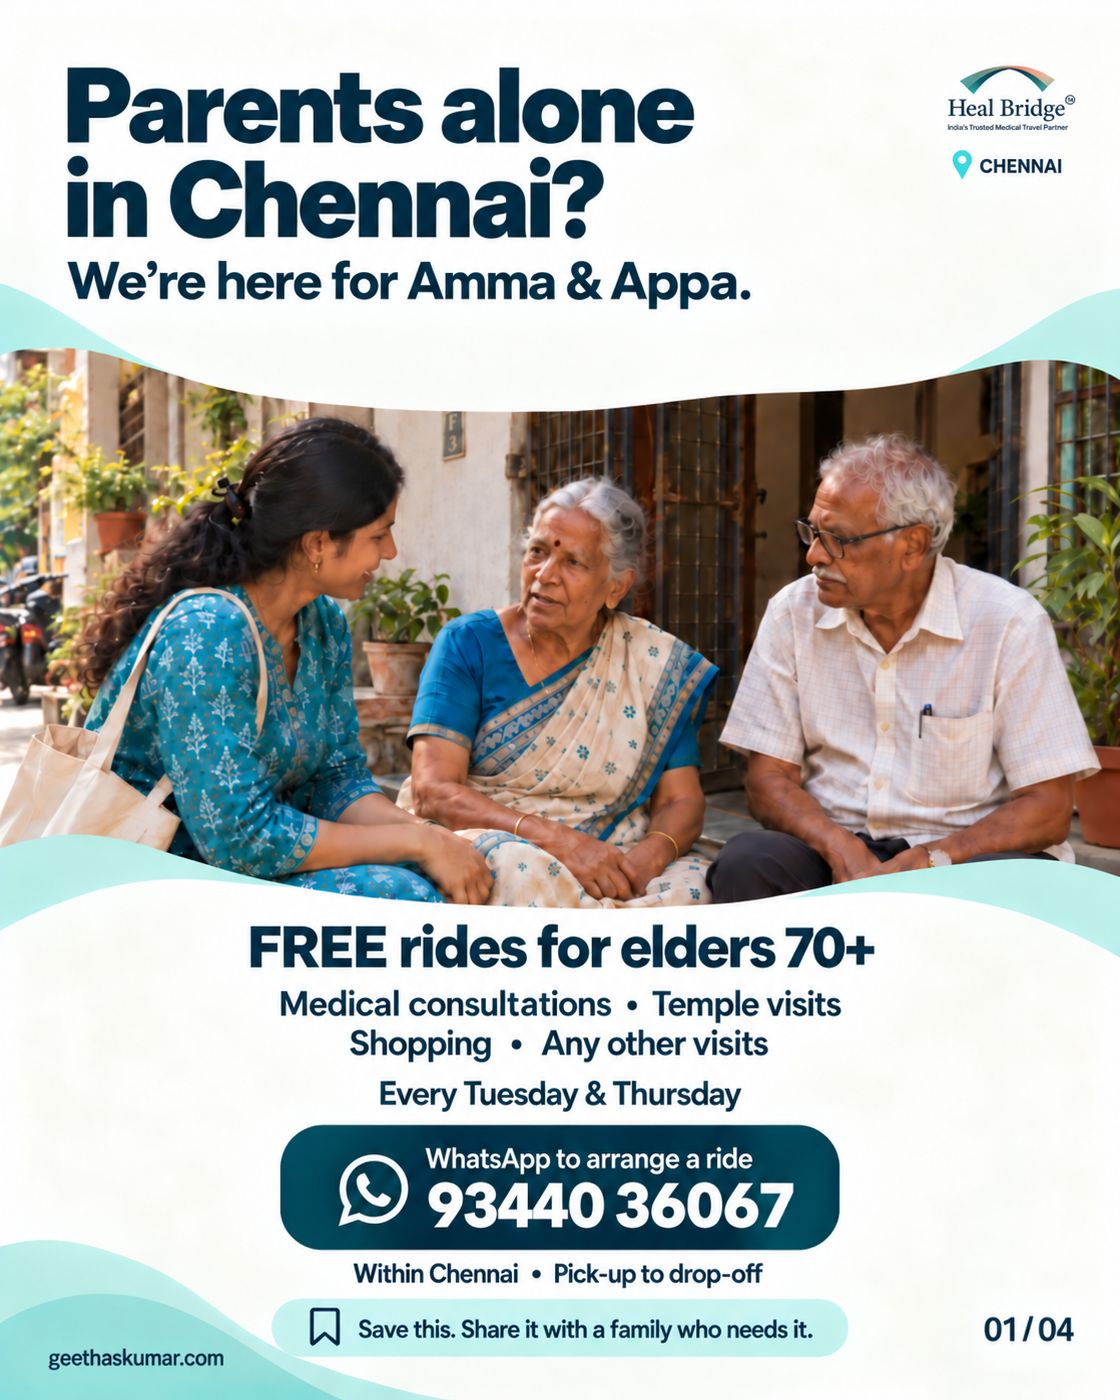 Parents alone
in Chennai?
We're here for Amma & Appa.
Heal Bridge
India's Trusted Medical Travel Partner
CHENNAI
F
3
FREE rides for elders 70+
Medical consultations • Temple visits
Shopping • Any other visits
Every Tuesday & Thursday
WhatsApp to arrange a ride
93440 36067
Within Chennai • Pick-up to drop-off
Save this. Share it with a family who needs it.
geethaskumar.com
01/04